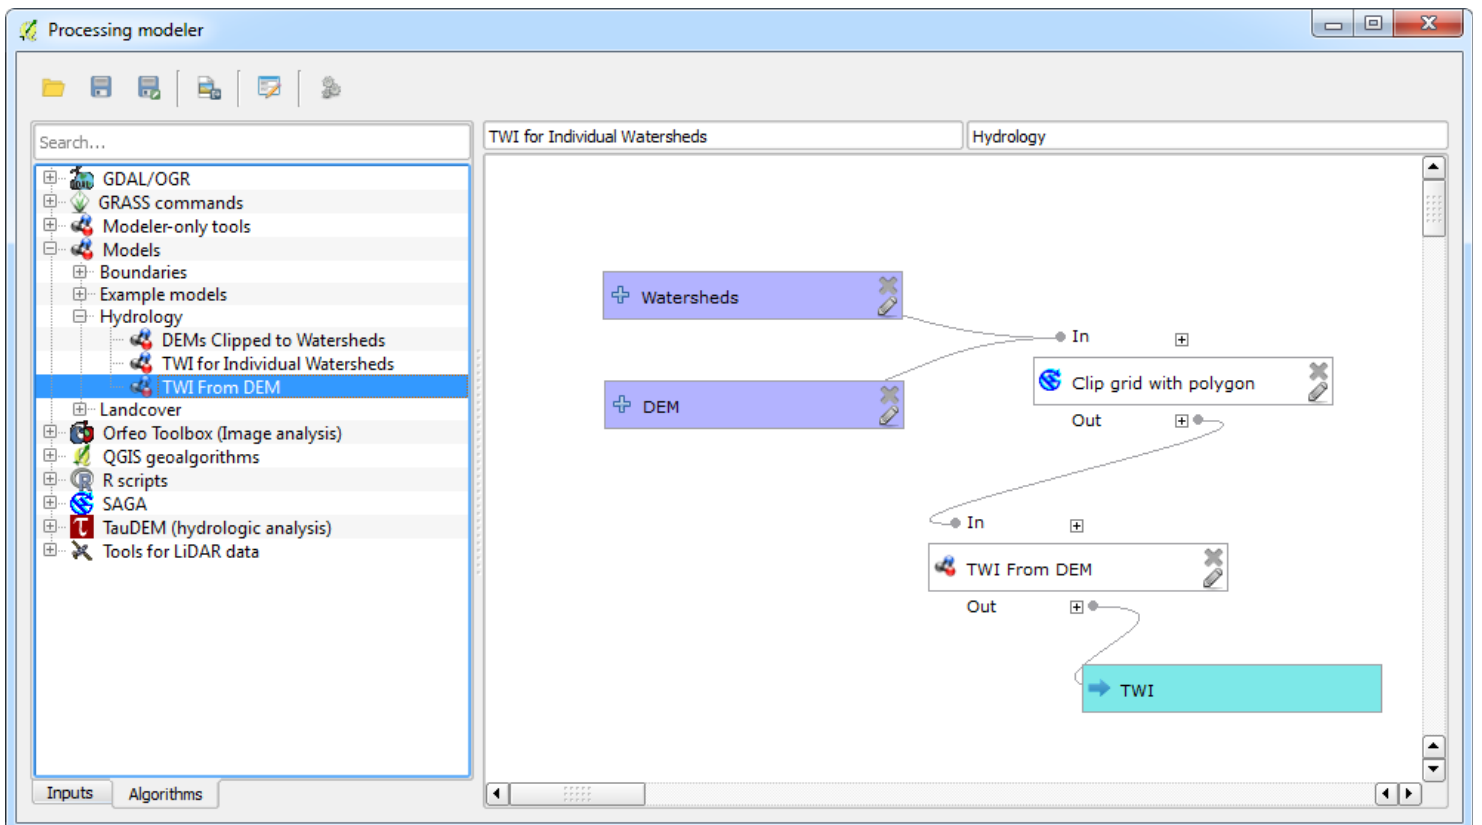 Processing modeler
Search...
TWI for Individual Watersheds
Hydrology
GDAL/OGR
GRASS commands
Modeler-only tools
Models
Boundaries
Example models
Hydrology
DEMs Clipped to Watersheds
TWI for Individual Watersheds
TWI From DEM
Landcover
Orfeo Toolbox (Image analysis)
QGIS geoalgorithms
R scripts
SAGA
TauDEM (hydrologic analysis)
Tools for LiDAR data
Inputs
Algorithms
Watersheds
DEM
In
Clip grid with polygon
Out
In
TWI From DEM
Out
TWI